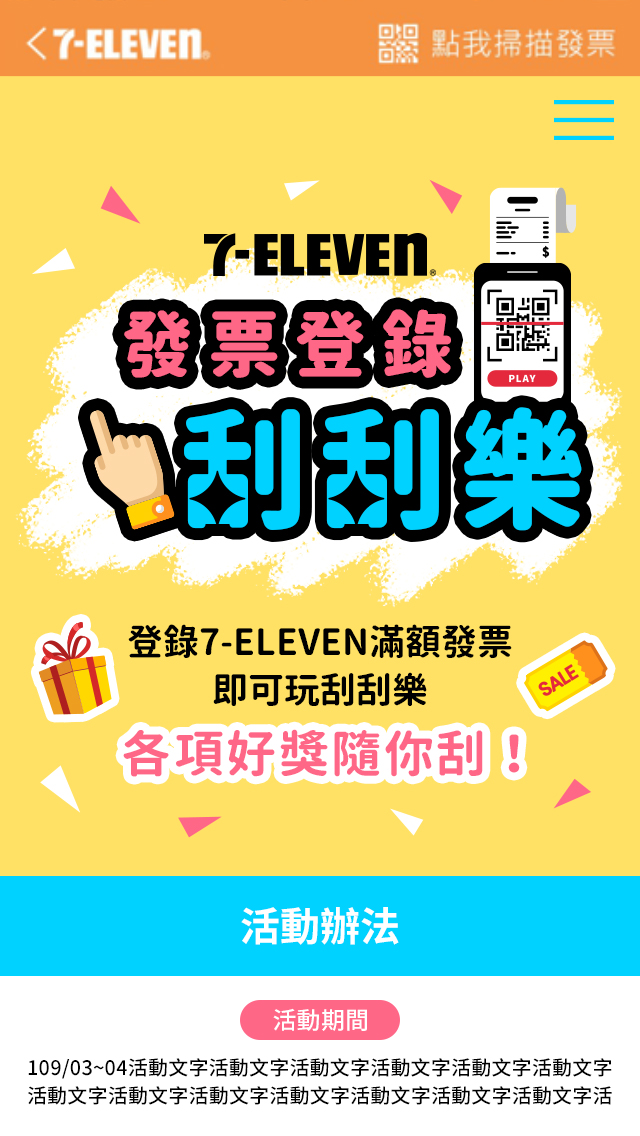 7-ELEVEN® 點我掃描發票
7-ELEVEN®
$
發票登錄
PLAY
刮刮樂
登錄7-ELEVEN滿額發票
即可玩刮刮樂
SALE
各項好獎隨你刮！
活動辦法
活動期間
109/03~04活動文字活動文字活動文字活動文字活動文字活動文字
活動文字活動文字活動文字活動文字活動文字活動文字活動文字活